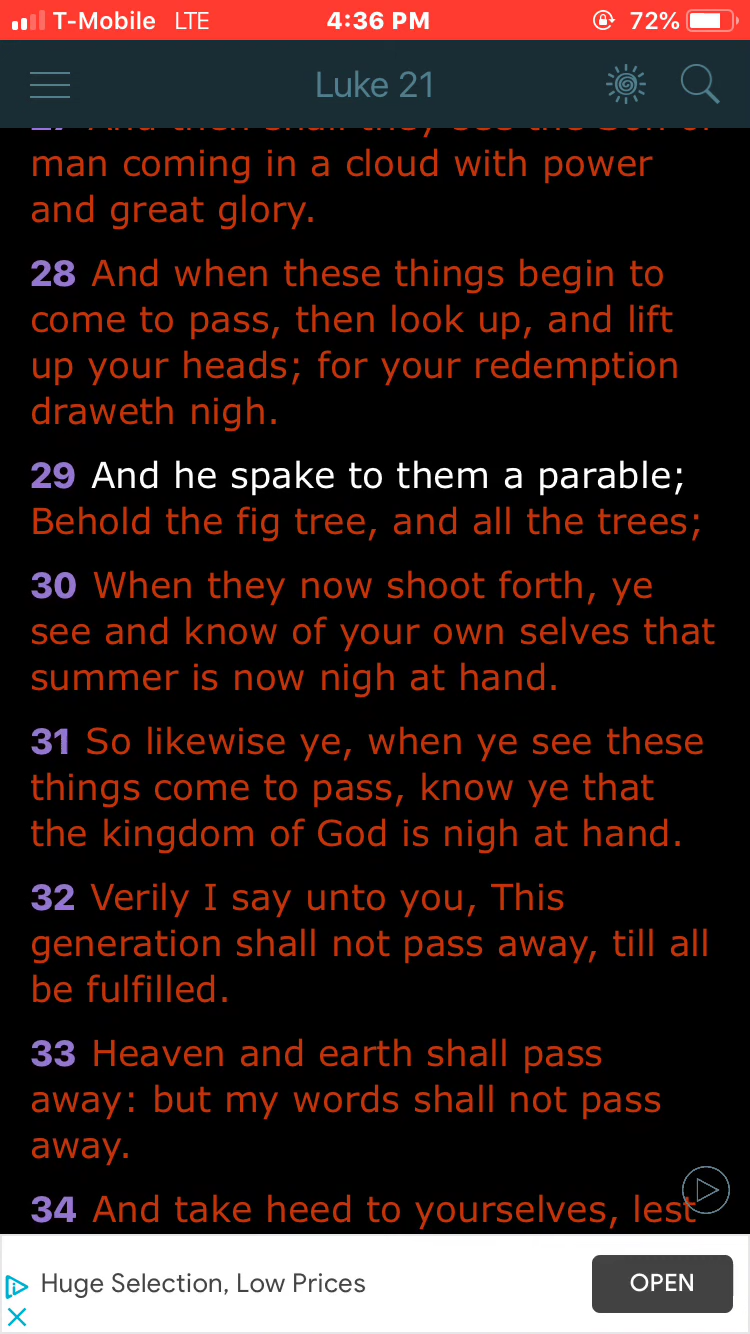 T-Mobile LTE 4:36 PM 72%
Luke 21
man coming in a cloud with power
and great glory.
28 And when these things begin to
come to pass, then look up, and lift
up your heads; for your redemption
draweth nigh.
29 And he spake to them a parable;
Behold the fig tree, and all the trees;
30 When they now shoot forth, ye
see and know of your own selves that
summer is now nigh at hand.
31 So likewise ye, when ye see these
things come to pass, know ye that
the kingdom of God is nigh at hand.
32 Verily I say unto you, This
generation shall not pass away, till all
be fulfilled.
33 Heaven and earth shall pass
away: but my words shall not pass
away.
34 And take heed to yourselves, lest
Huge Selection, Low Prices
OPEN